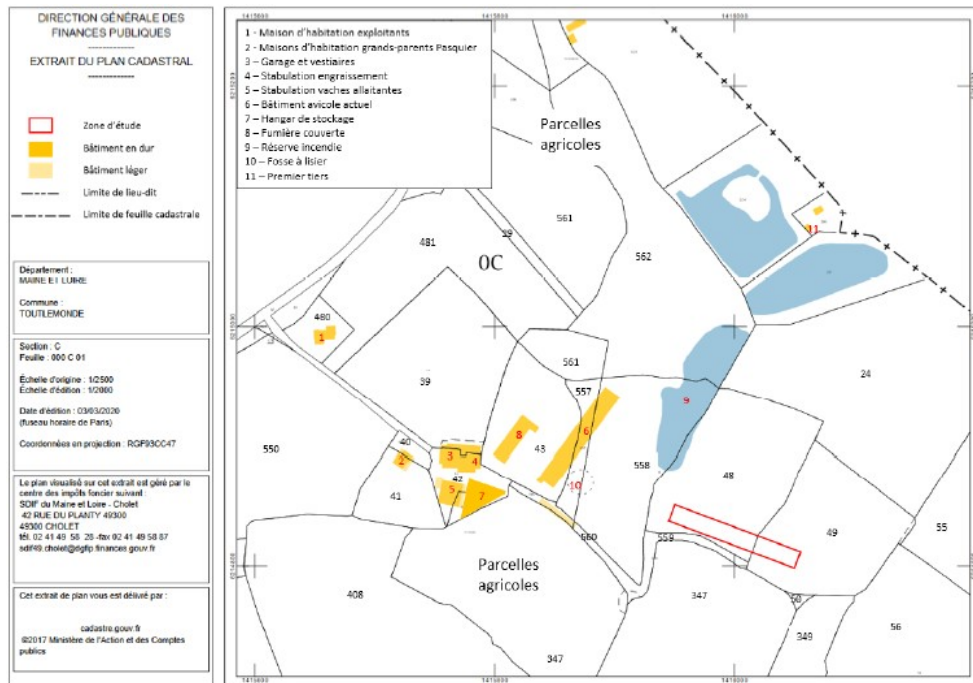 DIRECTION GÉNÉRALE DES
FINANCES PUBLIQUES
-------------
EXTRAIT DU PLAN CADASTRAL
-------------
Zone d'étude
Bâtiment en dur
Bâtiment léger
Limite de lieu-dit
Limite de feuille cadastrale
Département :
MAINE ET LOIRE
Commune :
TOUTLEMONDE
Section : C
Feuille : 000 C 01
Échelle d'origine : 1/2500
Échelle d'édition : 1/2000
Date d'édition : 03/03/2020
(fuseau horaire de Paris)
Coordonnées en projection : RGF93CC47
Le plan visualisé sur cet extrait est géré par le
centre des impôts foncier suivant :
SDIF du Maine et Loire - Cholet
42 RUE DU PLANTY 49300
49300 CHOLET
tél. 02 41 49 58 28 -fax 02 41 49 58 87
sdif49.cholet@dgfip.finances.gouv.fr
Cet extrait de plan vous est délivré par :
cadastre.gouv.fr
©2017 Ministère de l'Action et des Comptes
publics
1 - Maison d'habitation exploitants
2 - Maisons d'habitation grands-parents Pasquier
3 – Garage et vestiaires
4 – Stabulation engraissement
5 – Stabulation vaches allaitantes
6 – Bâtiment avicole actuel
7 – Hangar de stockage
8 – Fumière couverte
9 – Réserve incendie
10 – Fosse à lisier
11 – Premier tiers
Parcelles
agricoles
561
39
481
0C
562
11
480
1
561
24
39
557
9
40
8
6
43
550
3
4
2
42
558
48
10
5
7
41
560
559
49
55
Parcelles
agricoles
408
347
50
56
349
347